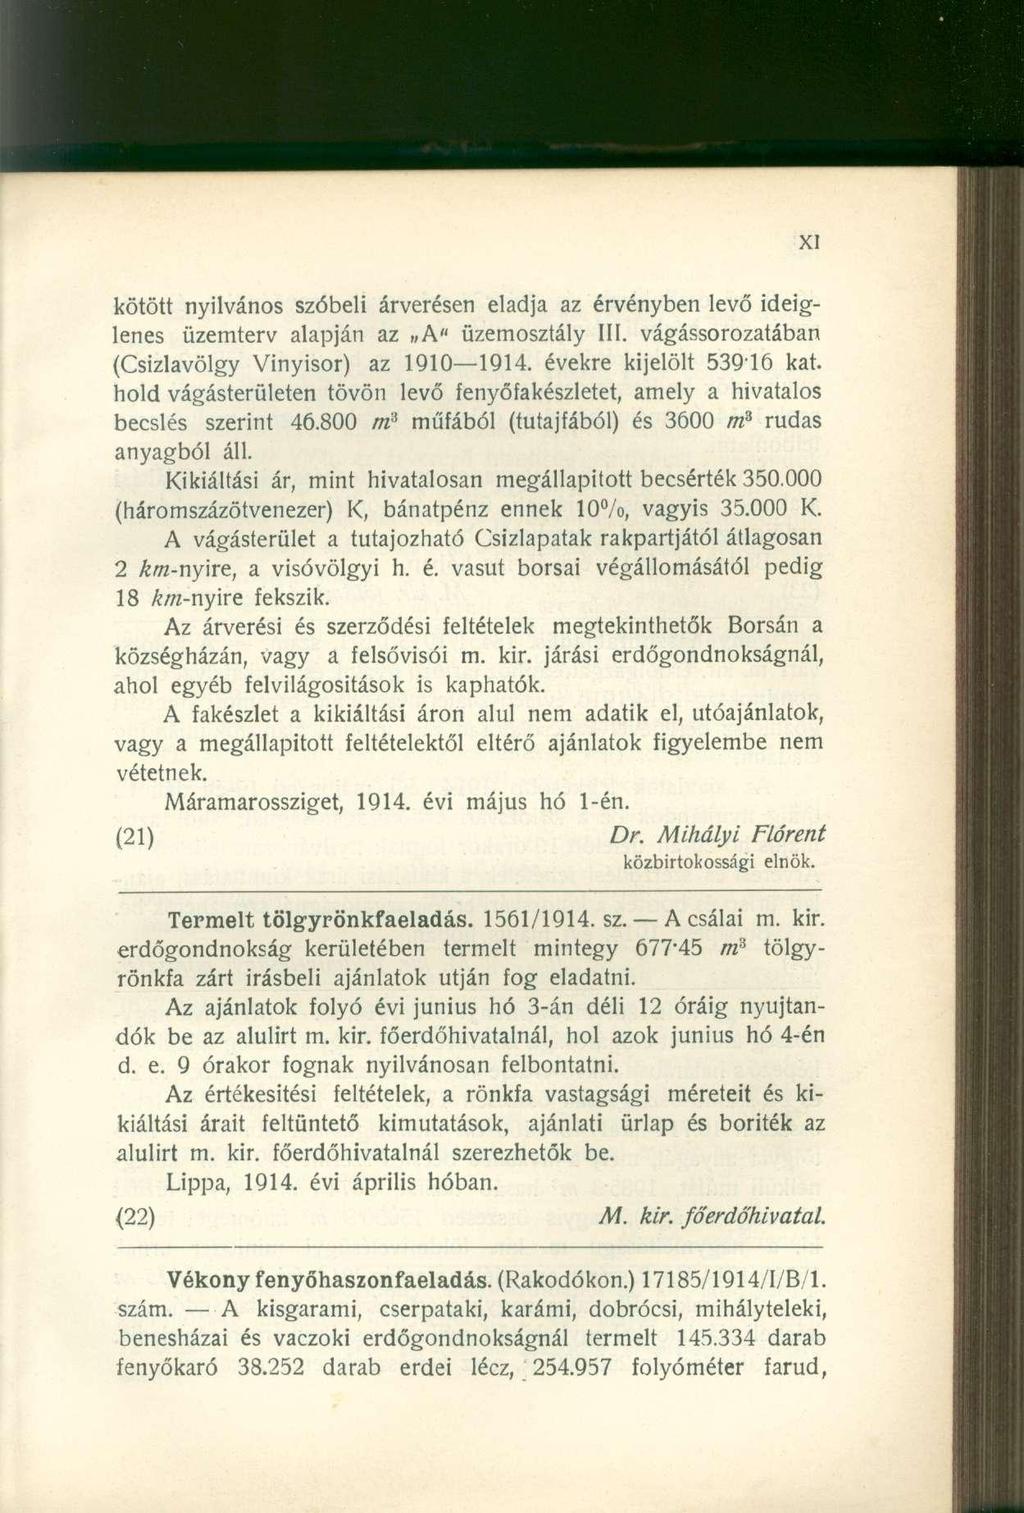 XI
kötött nyilvános szóbeli árverésen eladja az érvényben levő ideig-
lenes üzemterv alapján az „A" üzemosztály III. vágássorozatában
(Csizlavölgy Vinyisor) az 1910—1914. évekre kijelölt 539·16 kat.
hold vágásterületen tövön levő fenyőfakészletet, amely a hivatalos
becslés szerint 46.800 m³ műfából (tutajfából) és 3600 m³ rudas
anyagból áll.
Kikiáltási ár, mint hivatalosan megállapitott becsérték 350.000
(háromszázötvenezer) K, bánatpénz ennek 10%, vagyis 35.000 K.
A vágásterület a tutajozható Csizlapatak rakpartjától átlagosan
2 km-nyire, a visóvölgyi h. é. vasut borsai végállomásától pedig
18 km-nyire fekszik.
Az árverési és szerződési feltételek megtekinthetők Borsán a
községházán, vagy a felsővisói m. kir. járási erdőgondnokságnál,
ahol egyéb felvilágositások is kaphatók.
A fakészlet a kikiáltási áron alul nem adatik el, utóajánlatok,
vagy a megállapitott feltételektől eltérő ajánlatok figyelembe nem
vétetnek.
Máramarossziget, 1914. évi május hó 1-én.
(21) Dr. Mihályi Flórent
közbirtokossági elnök.
Termelt tölgyrönkfaeladás. 1561/1914. sz. — A csálai m. kir.
erdőgondnokság kerületében termelt mintegy 677·45 m³ tölgy-
rönkfa zárt irásbeli ajánlatok utján fog eladatni.
Az ajánlatok folyó évi junius hó 3-án déli 12 óráig nyujtan-
dók be az alulirt m. kir. főerdőhivatalnál, hol azok junius hó 4-én
d. e. 9 órakor fognak nyilvánosan felbontatni.
Az értékesitési feltételek, a rönkfa vastagsági méreteit és ki-
kiáltási árait feltüntető kimutatások, ajánlati ürlap és boriték az
alulirt m. kir. főerdőhivatalnál szerezhetők be.
Lippa, 1914. évi április hóban.
(22) M. kir. főerdőhivatal.
Vékony fenyőhaszonfaeladás. (Rakodókon.) 17185/1914/I/B/1.
szám. — A kisgarami, cserpataki, karámi, dobrócsi, mihályteleki,
benesházai és vaczoki erdőgondnokságnál termelt 145.334 darab
fenyőkaró 38.252 darab erdei lécz, 254.957 folyóméter farud,